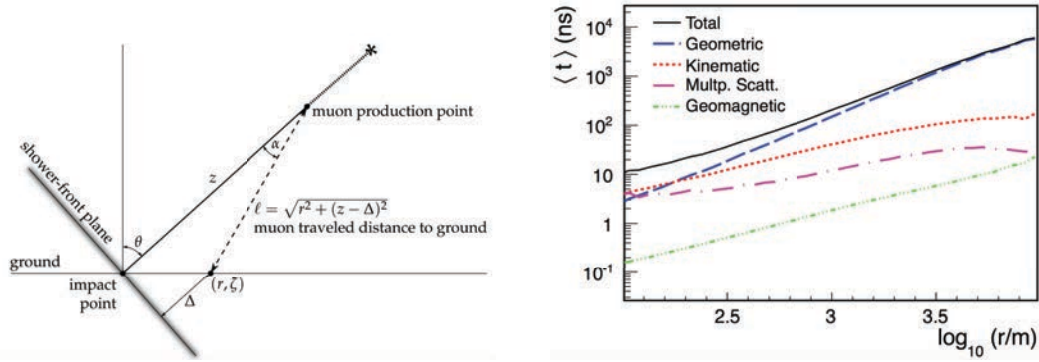 *
muon production point
α
z
ℓ = √r² + (z − Δ)²
muon traveled distance to ground
shower-front plane
θ
ground
impact
point
Δ
(r, ζ)
⟨ t ⟩ (ns)
10⁴
10³
10²
10
1
10⁻¹
Total
Geometric
Kinematic
Multp. Scatt.
Geomagnetic
2.5
3
3.5
log₁₀ (r/m)